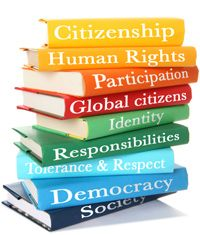 Citizenship
Human Rights
Participation
Global citizens
Identity
Responsibilities
Tolerance & Respect
Democracy
Society